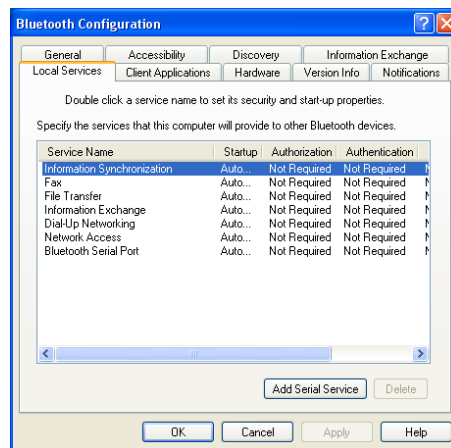 Bluetooth Configuration
General Accessibility Discovery Information Exchange
Local Services Client Applications Hardware Version Info Notifications
Double click a service name to set its security and start-up properties.
Specify the services that this computer will provide to other Bluetooth devices.
Service Name Startup Authorization Authentication
Information Synchronization Auto... Not Required Not Required
Fax Auto... Not Required Not Required
File Transfer Auto... Not Required Not Required
Information Exchange Auto... Not Required Not Required
Dial-Up Networking Auto... Not Required Not Required
Network Access Auto... Not Required Not Required
Bluetooth Serial Port Auto... Not Required Not Required
Add Serial Service Delete
OK Cancel Apply Help